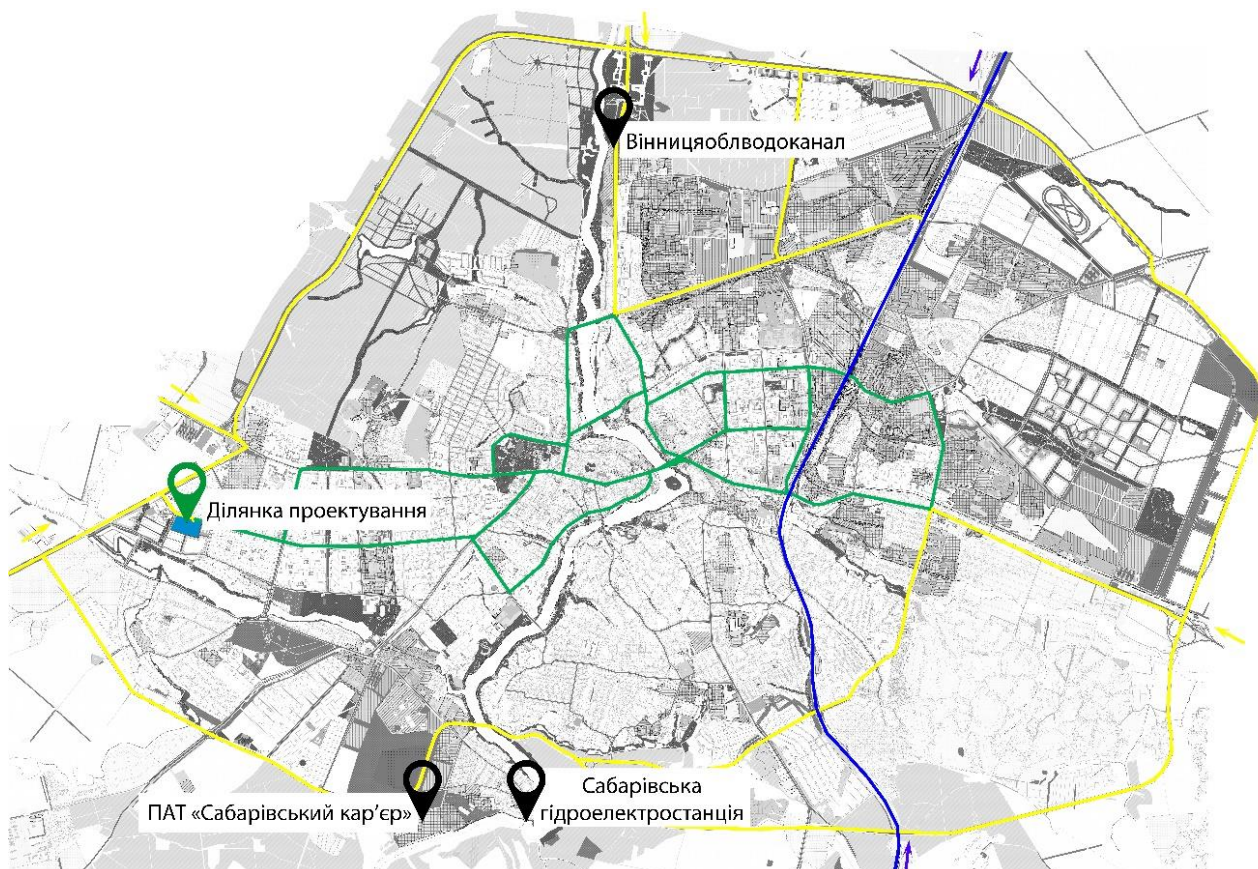 Вінницяоблводоканал
Ділянка проектування
ПАТ «Сабарівський кар’єр»
Сабарівська
гідроелектростанція